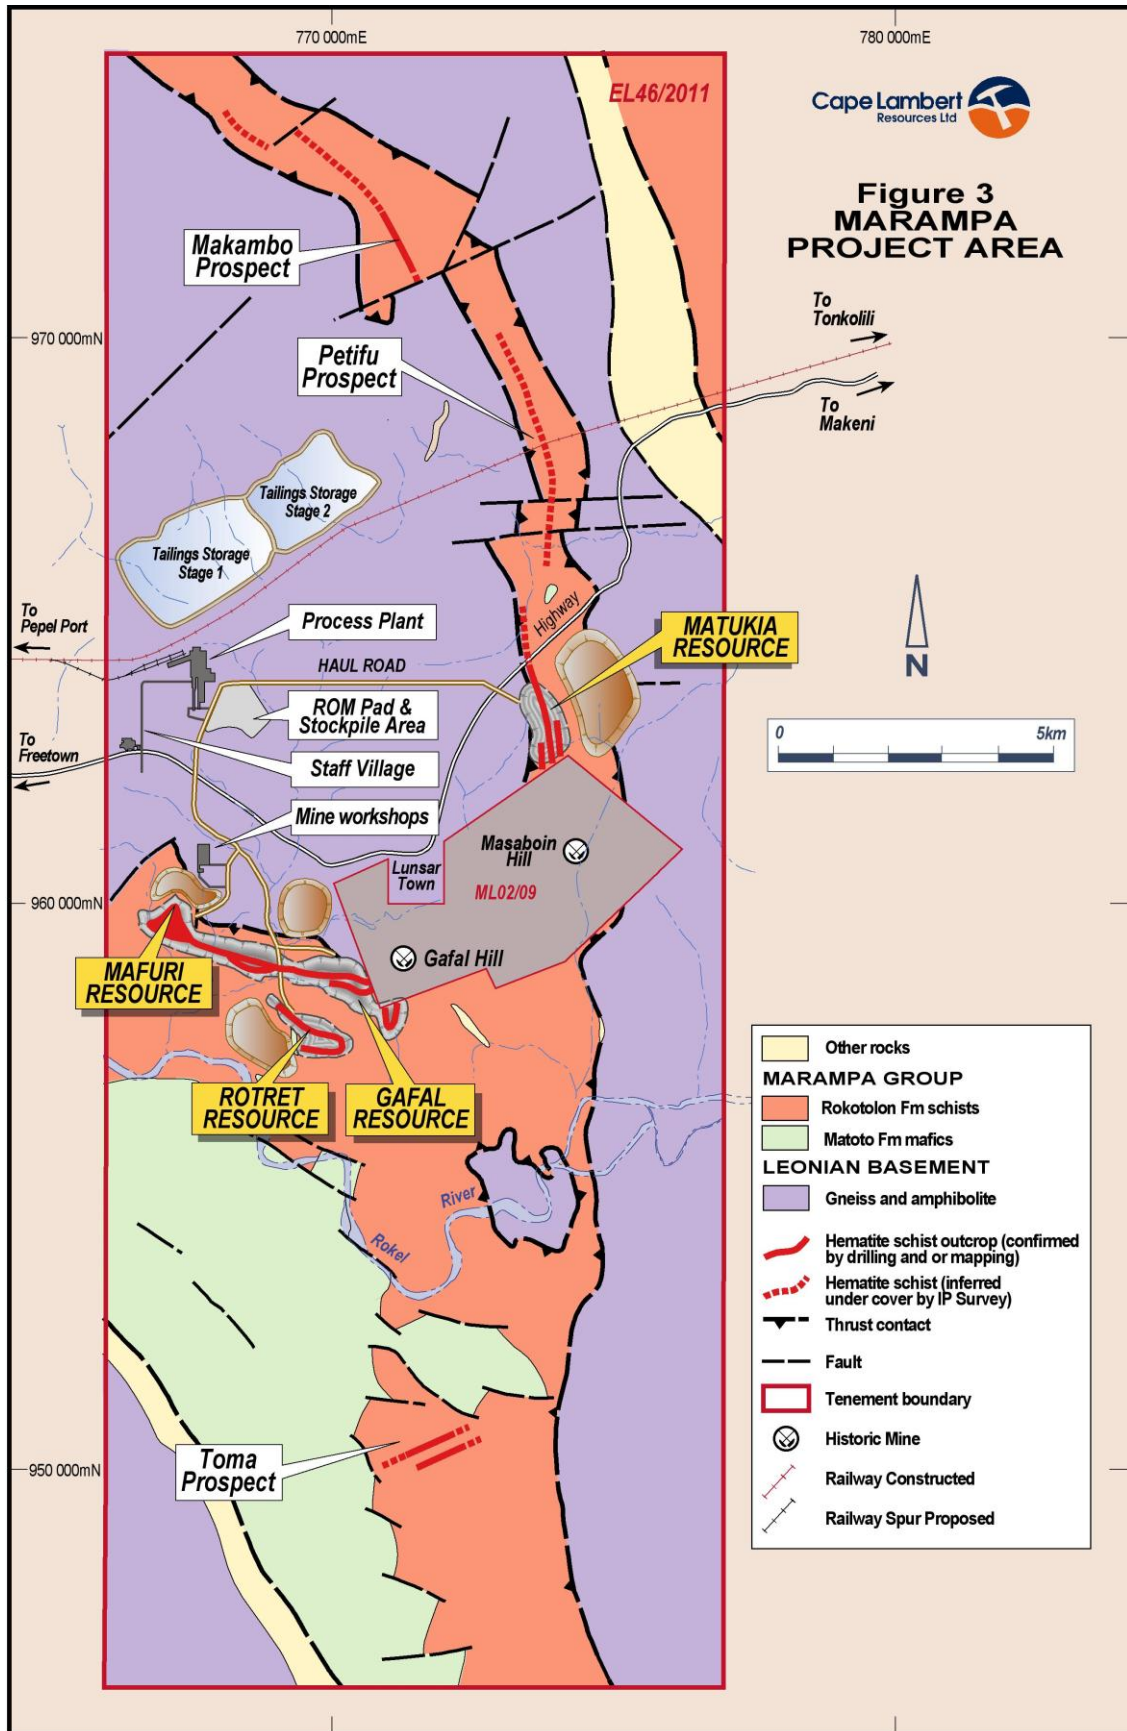 770 000mE
780 000mE
EL46/2011
Cape Lambert
Resources Ltd
Figure 3
MARAMPA
PROJECT AREA
Makambo
Prospect
To
Tonkolili
970 000mN
Petifu
Prospect
To
Makeni
Tailings Storage
Stage 2
Tailings Storage
Stage 1
To
Pepel Port
Process Plant
Highway
MATUKIA
RESOURCE
HAUL ROAD
N
ROM Pad &
Stockpile Area
0
5km
To
Freetown
Staff Village
Mine workshops
Masaboin
Hill
Lunsar
Town
ML02/09
960 000mN
Gafal Hill
MAFURI
RESOURCE
ROTRET
RESOURCE
GAFAL
RESOURCE
River
Rokel
Other rocks
MARAMPA GROUP
Rokotolon Fm schists
Matoto Fm mafics
LEONIAN BASEMENT
Gneiss and amphibolite
Hematite schist outcrop (confirmed
by drilling and or mapping)
Hematite schist (inferred
under cover by IP Survey)
Thrust contact
Fault
Tenement boundary
Historic Mine
Railway Constructed
Railway Spur Proposed
Toma
Prospect
950 000mN